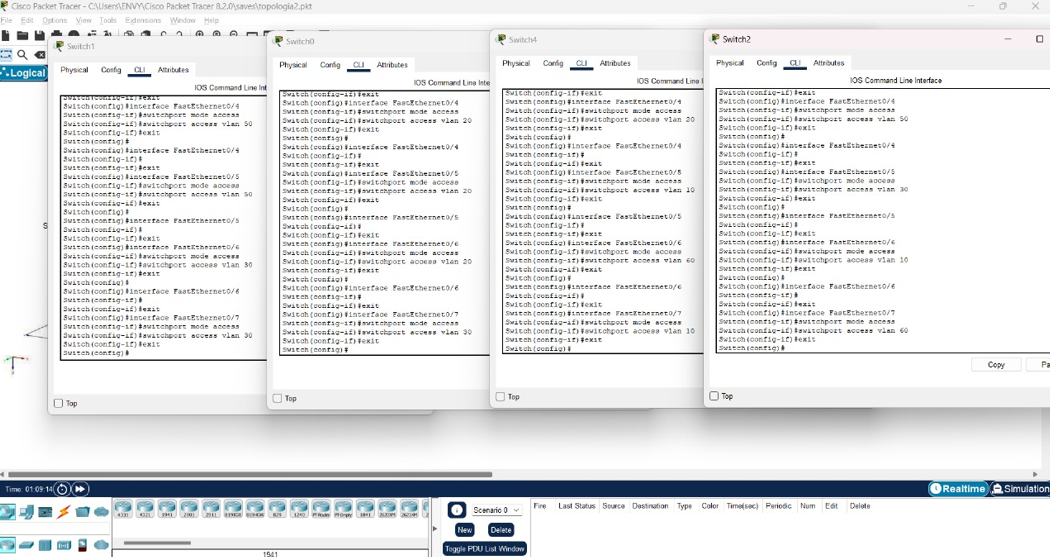 Cisco Packet Tracer - C:\Users\ENVY\Cisco Packet Tracer 8.2.0\saves\topologia2.pkt
File Edit Options View Tools Extensions Window Help
Logical
Switch1
Physical Config CLI Attributes
IOS Command Line Int
Switch(config-if)#exit
Switch(config)#interface FastEthernet0/4
Switch(config-if)#switchport mode access
Switch(config-if)#switchport access vlan 50
Switch(config-if)#exit
Switch(config)#
Switch(config)#interface FastEthernet0/4
Switch(config-if)#
Switch(config-if)#exit
Switch(config)#interface FastEthernet0/5
Switch(config-if)#switchport mode access
Switch(config-if)#switchport access vlan 50
Switch(config-if)#exit
Switch(config)#
Switch(config)#interface FastEthernet0/5
Switch(config-if)#
Switch(config-if)#exit
Switch(config)#interface FastEthernet0/6
Switch(config-if)#switchport mode access
Switch(config-if)#switchport access vlan 30
Switch(config-if)#exit
Switch(config)#
Switch(config)#interface FastEthernet0/6
Switch(config-if)#
Switch(config-if)#exit
Switch(config)#interface FastEthernet0/7
Switch(config-if)#switchport mode access
Switch(config-if)#switchport access vlan 30
Switch(config-if)#exit
Switch(config)#
Top
Switch0
Physical Config CLI Attributes
IOS Command Line Inte
Switch(config-if)#exit
Switch(config)#interface FastEthernet0/4
Switch(config-if)#switchport mode access
Switch(config-if)#switchport access vlan 20
Switch(config-if)#exit
Switch(config)#
Switch(config)#interface FastEthernet0/4
Switch(config-if)#
Switch(config-if)#exit
Switch(config)#interface FastEthernet0/5
Switch(config-if)#switchport mode access
Switch(config-if)#switchport access vlan 20
Switch(config-if)#exit
Switch(config)#
Switch(config)#interface FastEthernet0/5
Switch(config-if)#
Switch(config-if)#exit
Switch(config)#interface FastEthernet0/6
Switch(config-if)#switchport mode access
Switch(config-if)#switchport access vlan 20
Switch(config-if)#exit
Switch(config)#
Switch(config)#interface FastEthernet0/6
Switch(config-if)#
Switch(config-if)#exit
Switch(config)#interface FastEthernet0/7
Switch(config-if)#switchport mode access
Switch(config-if)#switchport access vlan 30
Switch(config-if)#exit
Switch(config)#
Top
Switch4
Physical Config CLI Attributes
IOS Command Line I
Switch(config-if)#exit
Switch(config)#interface FastEthernet0/4
Switch(config-if)#switchport mode access
Switch(config-if)#switchport access vlan 20
Switch(config-if)#exit
Switch(config)#
Switch(config)#interface FastEthernet0/4
Switch(config-if)#
Switch(config-if)#exit
Switch(config)#interface FastEthernet0/5
Switch(config-if)#switchport mode access
Switch(config-if)#switchport access vlan 10
Switch(config-if)#exit
Switch(config)#
Switch(config)#interface FastEthernet0/5
Switch(config-if)#
Switch(config-if)#exit
Switch(config)#interface FastEthernet0/6
Switch(config-if)#switchport mode access
Switch(config-if)#switchport access vlan 60
Switch(config-if)#exit
Switch(config)#
Switch(config)#interface FastEthernet0/6
Switch(config-if)#
Switch(config-if)#exit
Switch(config)#interface FastEthernet0/7
Switch(config-if)#switchport mode access
Switch(config-if)#switchport access vlan 10
Switch(config-if)#exit
Switch(config)#
Top
Switch2
Physical Config CLI Attributes
IOS Command Line Interface
Switch(config-if)#exit
Switch(config)#interface FastEthernet0/4
Switch(config-if)#switchport mode access
Switch(config-if)#switchport access vlan 50
Switch(config-if)#exit
Switch(config)#
Switch(config)#interface FastEthernet0/4
Switch(config-if)#
Switch(config-if)#exit
Switch(config)#interface FastEthernet0/5
Switch(config-if)#switchport mode access
Switch(config-if)#switchport access vlan 30
Switch(config-if)#exit
Switch(config)#
Switch(config)#interface FastEthernet0/5
Switch(config-if)#
Switch(config-if)#exit
Switch(config)#interface FastEthernet0/6
Switch(config-if)#switchport mode access
Switch(config-if)#switchport access vlan 10
Switch(config-if)#exit
Switch(config)#
Switch(config)#interface FastEthernet0/6
Switch(config-if)#
Switch(config-if)#exit
Switch(config)#interface FastEthernet0/7
Switch(config-if)#switchport mode access
Switch(config-if)#switchport access vlan 60
Switch(config-if)#exit
Switch(config)#
Copy Pa
Top
Time: 01:09:14
Realtime Simulation
4331 4321 1941 2901 2911 819HGW 829 1240 PT-Router PT-Empty 1841 2620XM 2621XM
1941
Scenario 0
New Delete
Toggle PDU List Window
Fire Last Status Source Destination Type Color Time(sec) Periodic Num Edit Delete